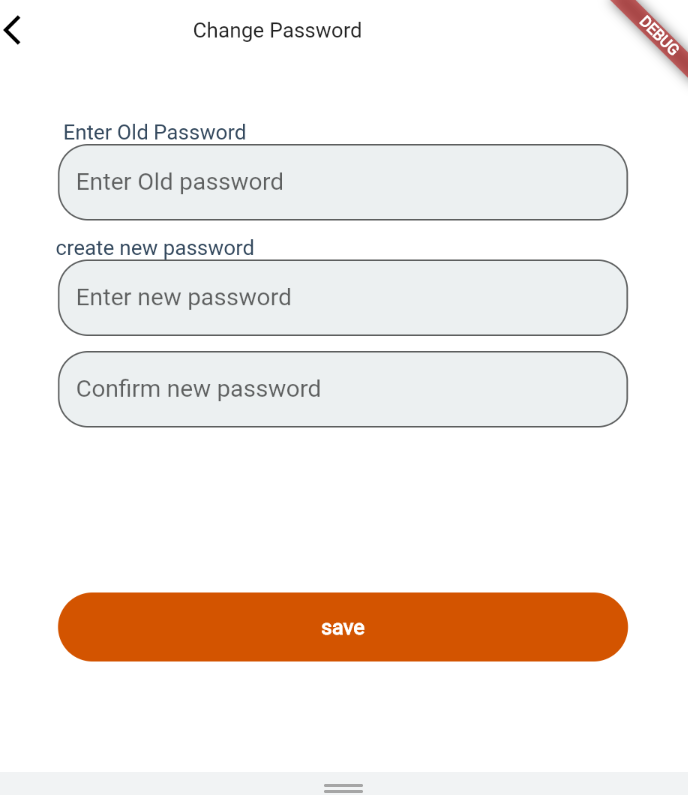 Change Password
DEBUG
Enter Old Password
Enter Old password
create new password
Enter new password
Confirm new password
save